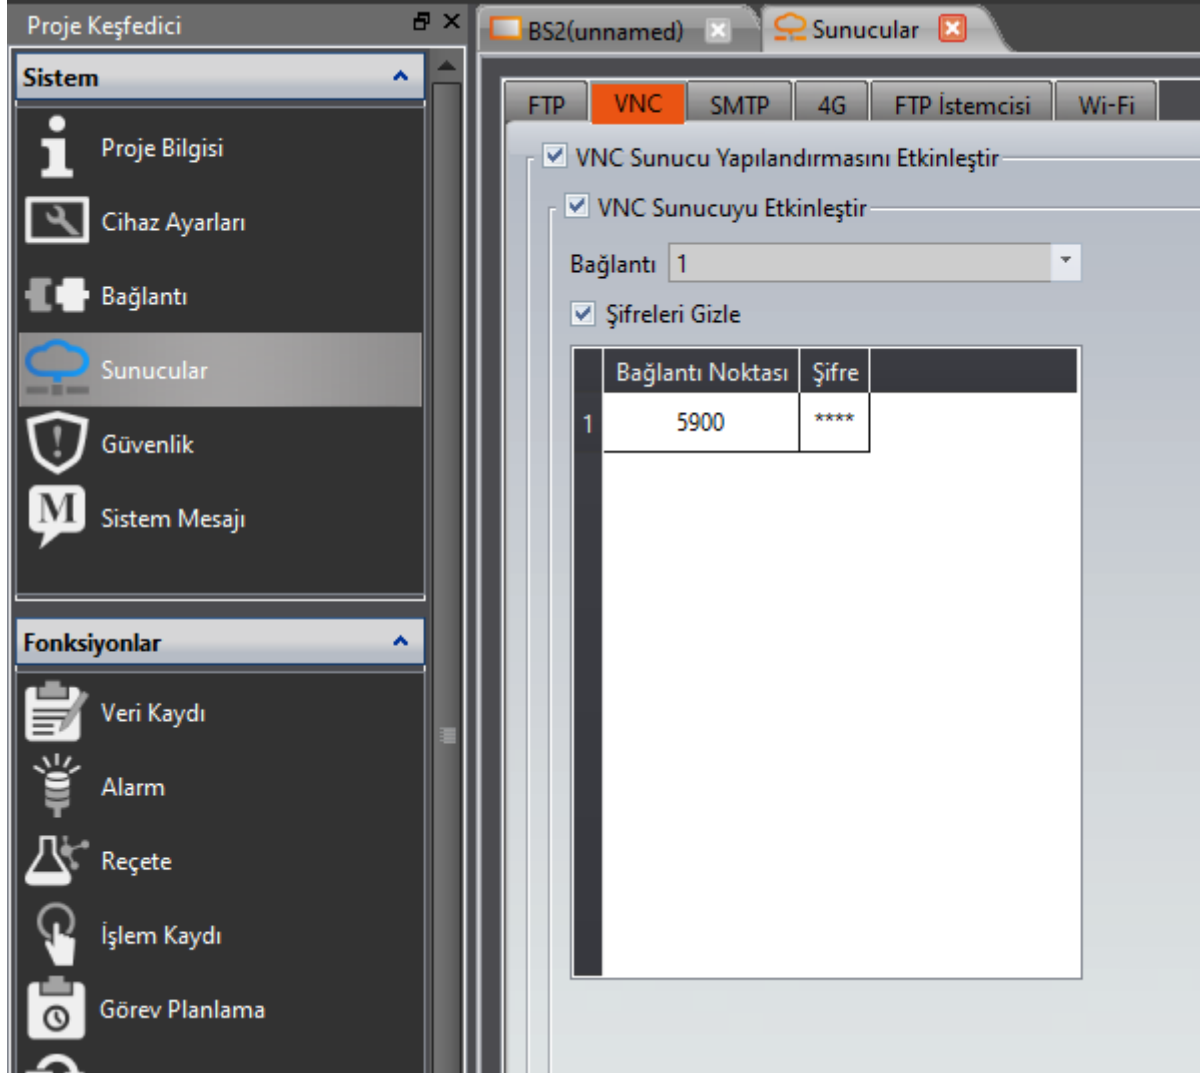 Proje Keşfedici
Sistem
Proje Bilgisi
Cihaz Ayarları
Bağlantı
Sunucular
Güvenlik
M
Sistem Mesajı
Fonksiyonlar
Veri Kaydı
Alarm
Reçete
İşlem Kaydı
Görev Planlama
BS2(unnamed)
Sunucular
FTP
VNC
SMTP
4G
FTP İstemcisi
Wi-Fi
VNC Sunucu Yapılandırmasını Etkinleştir
VNC Sunucuyu Etkinleştir
Bağlantı 1
Şifreleri Gizle
Bağlantı Noktası Şifre
1 5900 ****